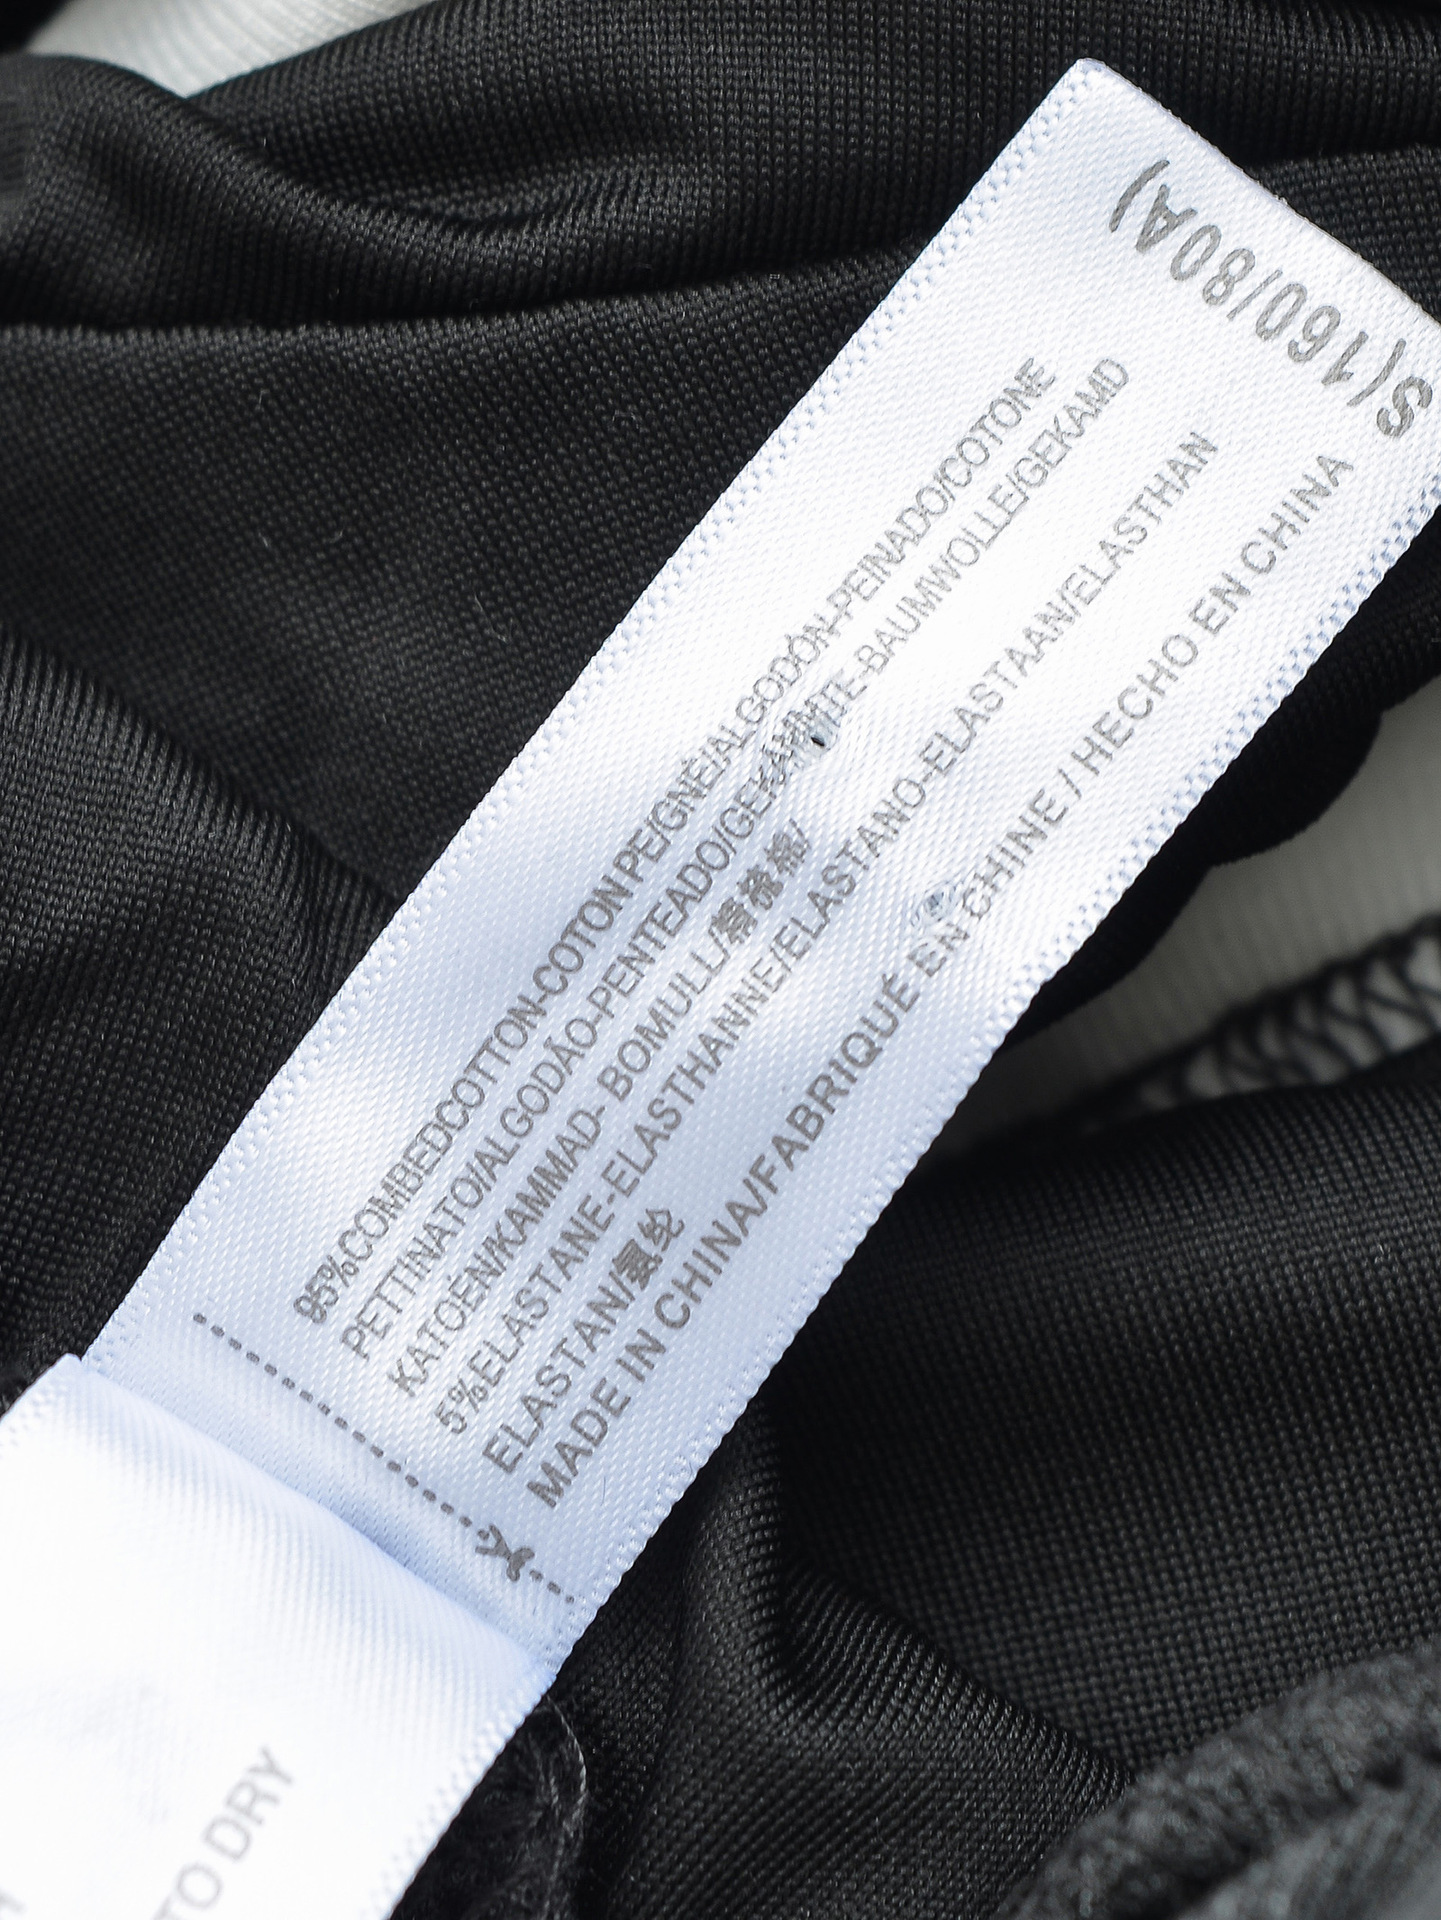 S(160/80A)
95%COMBEDCOTTON-COTON PEIGNÉ/ALGODÓN-PEINADO/COTONE
PETTINATO/ALGODÃO-PENTEADO/GEKAMMTE-BAUMWOLLE/GEKAMD
KATOEN/KAMMAD- BOMULL/精梳棉/
5%ELASTANE-ELASTHANNE/ELASTANO-ELASTAAN/ELASTHAN
ELASTAN/氨纶
MADE IN CHINA/FABRIQUÉ EN CHINE / HECHO EN CHINA
TO DRY